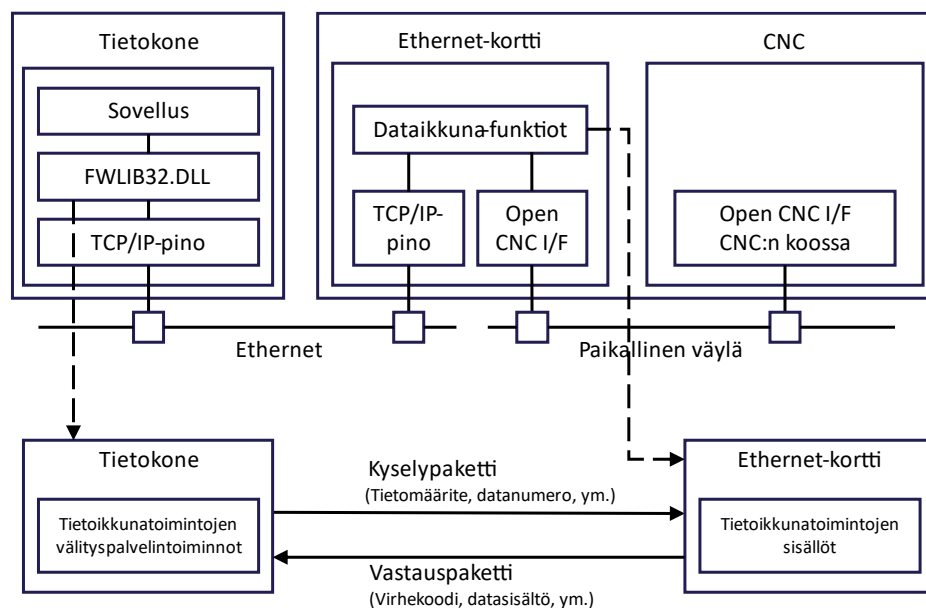 Tietokone
Sovellus
FWLIB32.DLL
TCP/IP-pino
Ethernet-kortti
Dataikkuna-funktiot
TCP/IP-
pino
Open
CNC I/F
CNC
Open CNC I/F
CNC:n koossa
Ethernet
Paikallinen väylä
Tietokone
Tietoikkunatoimintojen
välityspalvelintoiminnot
Kyselypaketti
(Tietomäärite, datanumero, ym.)
Vastauspaketti
(Virhekoodi, datasisältö, ym.)
Ethernet-kortti
Tietoikkunatoimintojen
sisällöt